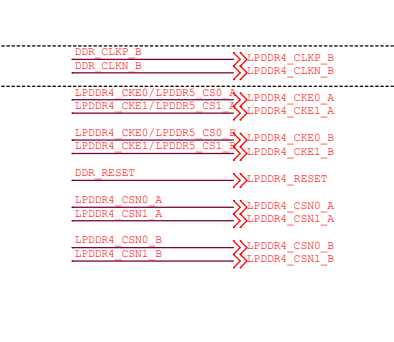 DDR_CLKP_B LPDDR4_CLKP_B
DDR_CLKN_B LPDDR4_CLKN_B
LPDDR4_CKE0/LPDDR5_CS0_A LPDDR4_CKE0_A
LPDDR4_CKE1/LPDDR5_CS1_A LPDDR4_CKE1_A
LPDDR4_CKE0/LPDDR5_CS0_B LPDDR4_CKE0_B
LPDDR4_CKE1/LPDDR5_CS1_B LPDDR4_CKE1_B
DDR_RESET LPDDR4_RESET
LPDDR4_CSN0_A LPDDR4_CSN0_A
LPDDR4_CSN1_A LPDDR4_CSN1_A
LPDDR4_CSN0_B LPDDR4_CSN0_B
LPDDR4_CSN1_B LPDDR4_CSN1_B